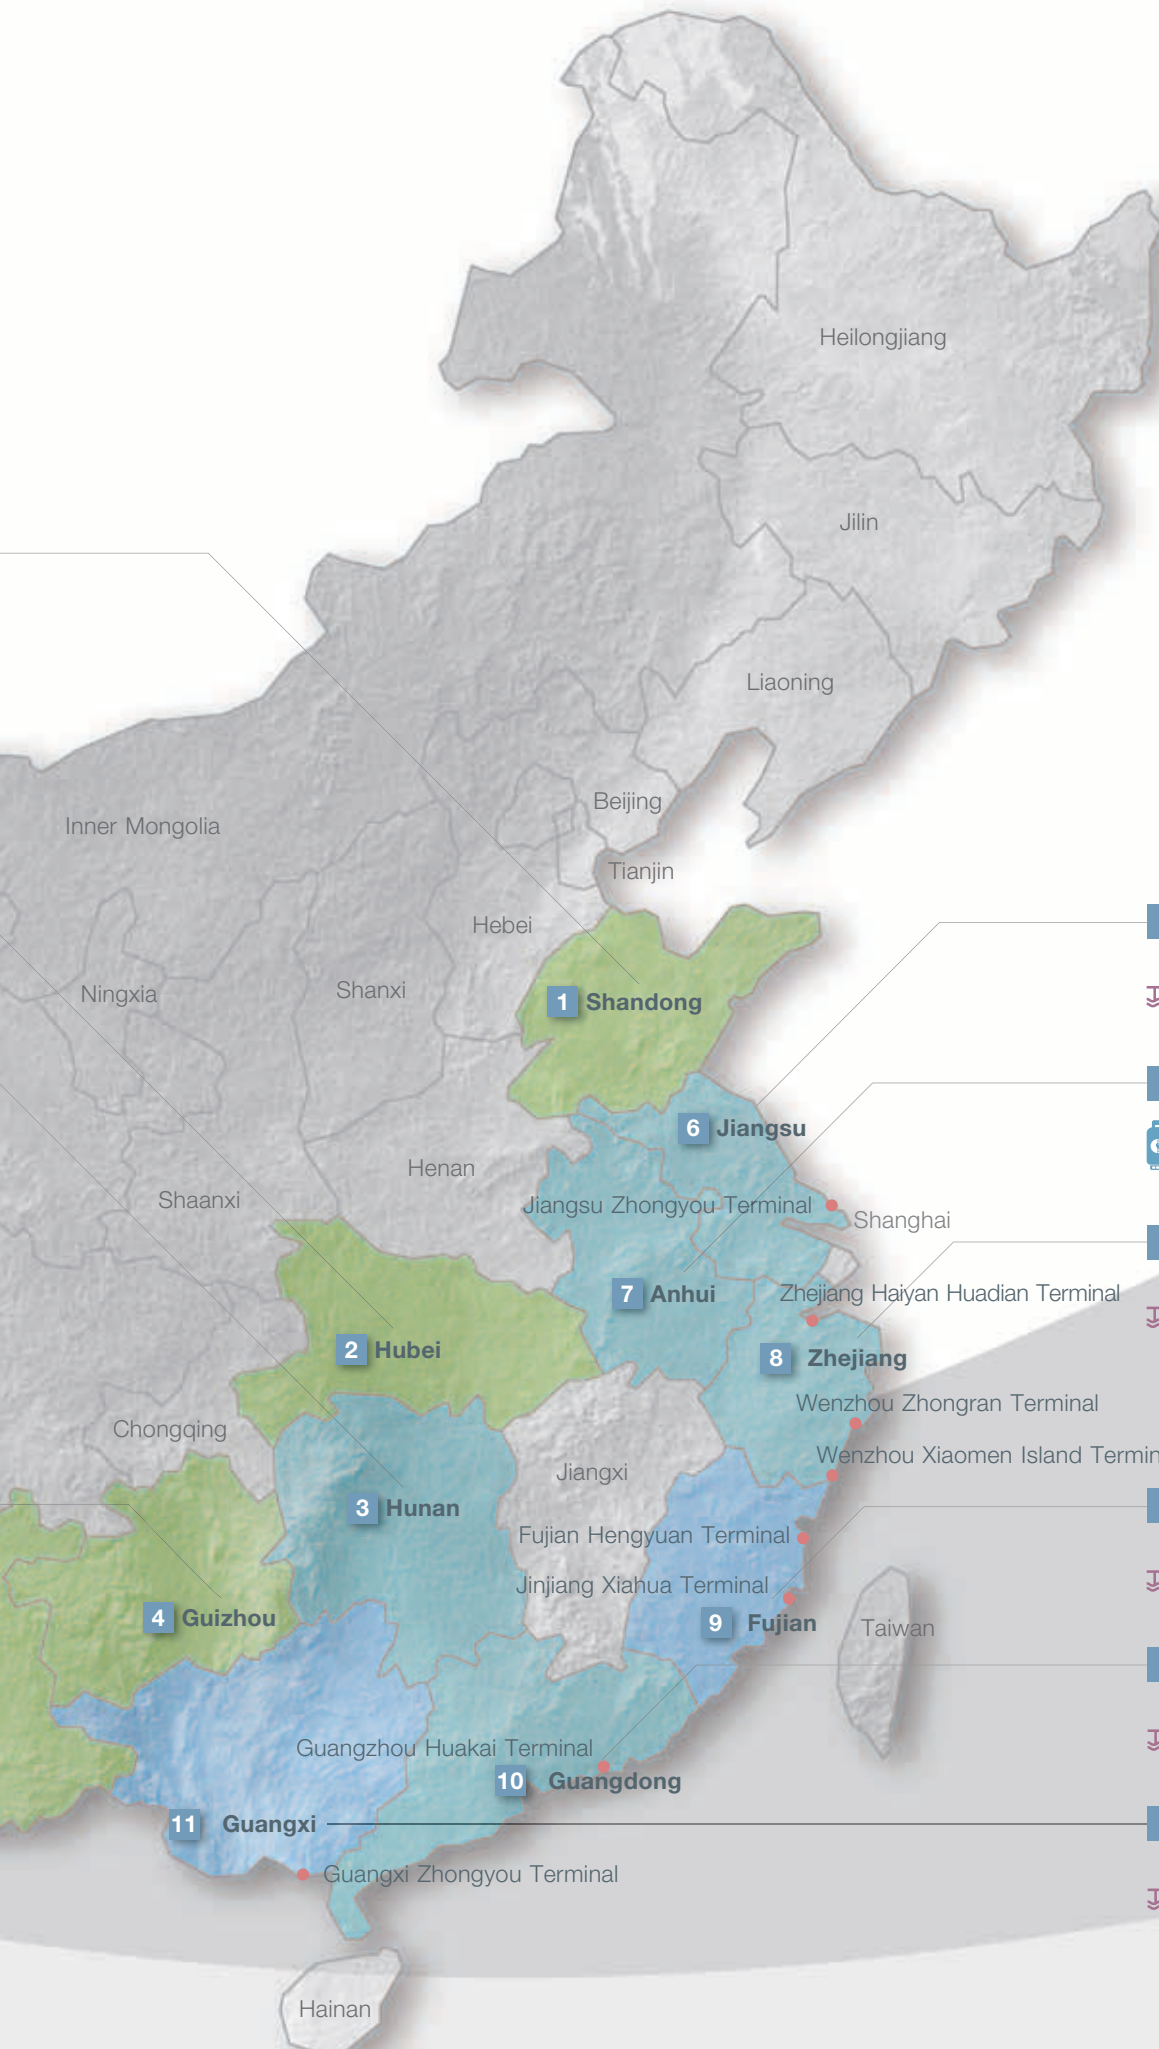 Heilongjiang
Jilin
Liaoning
Beijing
Inner Mongolia
Tianjin
Hebei
Shanxi
Ningxia
1 Shandong
6 Jiangsu
Henan
Shaanxi
Jiangsu Zhongyou Terminal
Shanghai
7 Anhui
Zhejiang Haiyan Huadian Terminal
2 Hubei
8 Zhejiang
Wenzhou Zhongran Terminal
Chongqing
Wenzhou Xiaomen Island Termin
Jiangxi
3 Hunan
Fujian Hengyuan Terminal
Jinjiang Xiahua Terminal
4 Guizhou
9 Fujian
Taiwan
Guangzhou Huakai Terminal
10 Guangdong
11 Guangxi
Guangxi Zhongyou Terminal
Hainan